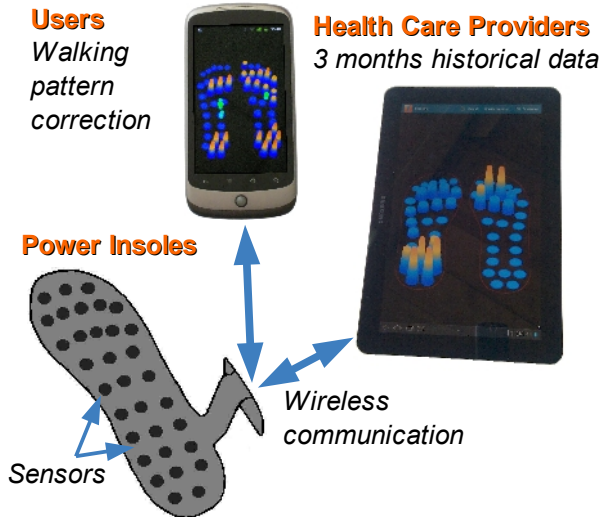 Users
Walking
pattern
correction
Health Care Providers
3 months historical data
Power Insoles
Wireless
communication
Sensors